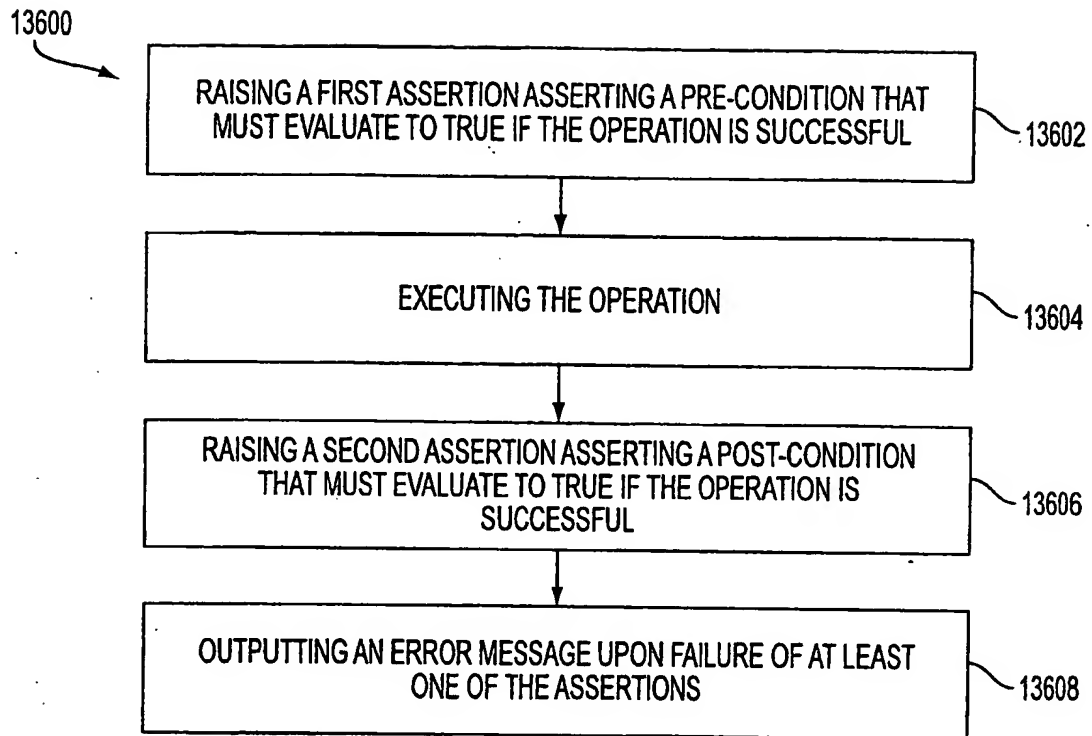 13600
RAISING A FIRST ASSERTION ASSERTING A PRE-CONDITION THAT
MUST EVALUATE TO TRUE IF THE OPERATION IS SUCCESSFUL
13602
EXECUTING THE OPERATION
13604
RAISING A SECOND ASSERTION ASSERTING A POST-CONDITION
THAT MUST EVALUATE TO TRUE IF THE OPERATION IS
SUCCESSFUL
13606
OUTPUTTING AN ERROR MESSAGE UPON FAILURE OF AT LEAST
ONE OF THE ASSERTIONS
13608